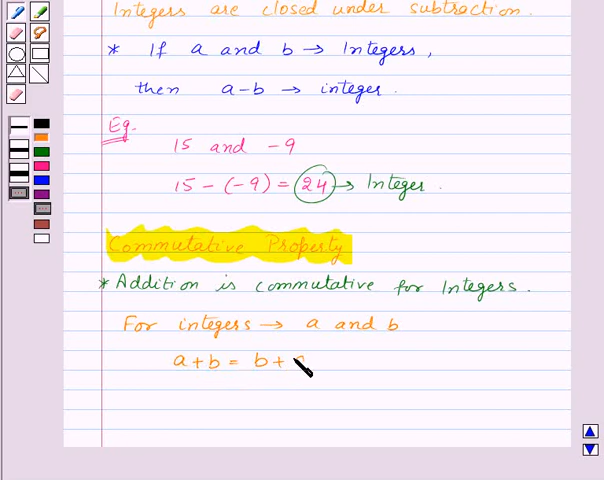 Integers are closed under subtraction.
* If a and b → Integers,
then a-b → integer.
Eg.
15 and -9
15 - (-9) = 24 → Integer.
Commutative Property
* Addition is commutative for Integers.
For integers → a and b
a+b = b+